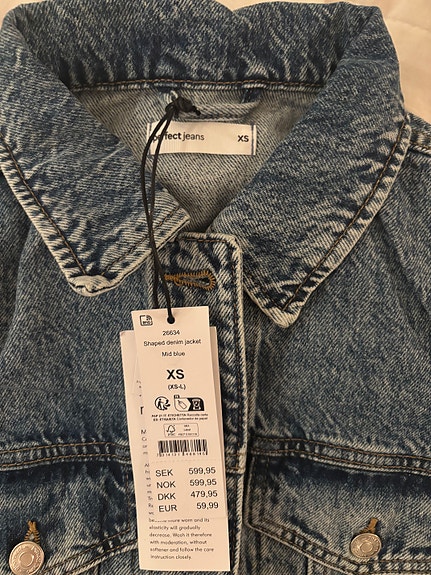 perfect jeans XS
26634
Shaped denim jacket
Mid blue
XS
(XS-L)
SEK 599,95
NOK 599,95
DKK 479,95
EUR 59,99
become more worn and its
elasticity will gradually
decrease. Wash it therefore
with moderation, without
softener and follow the care
instruction closely.